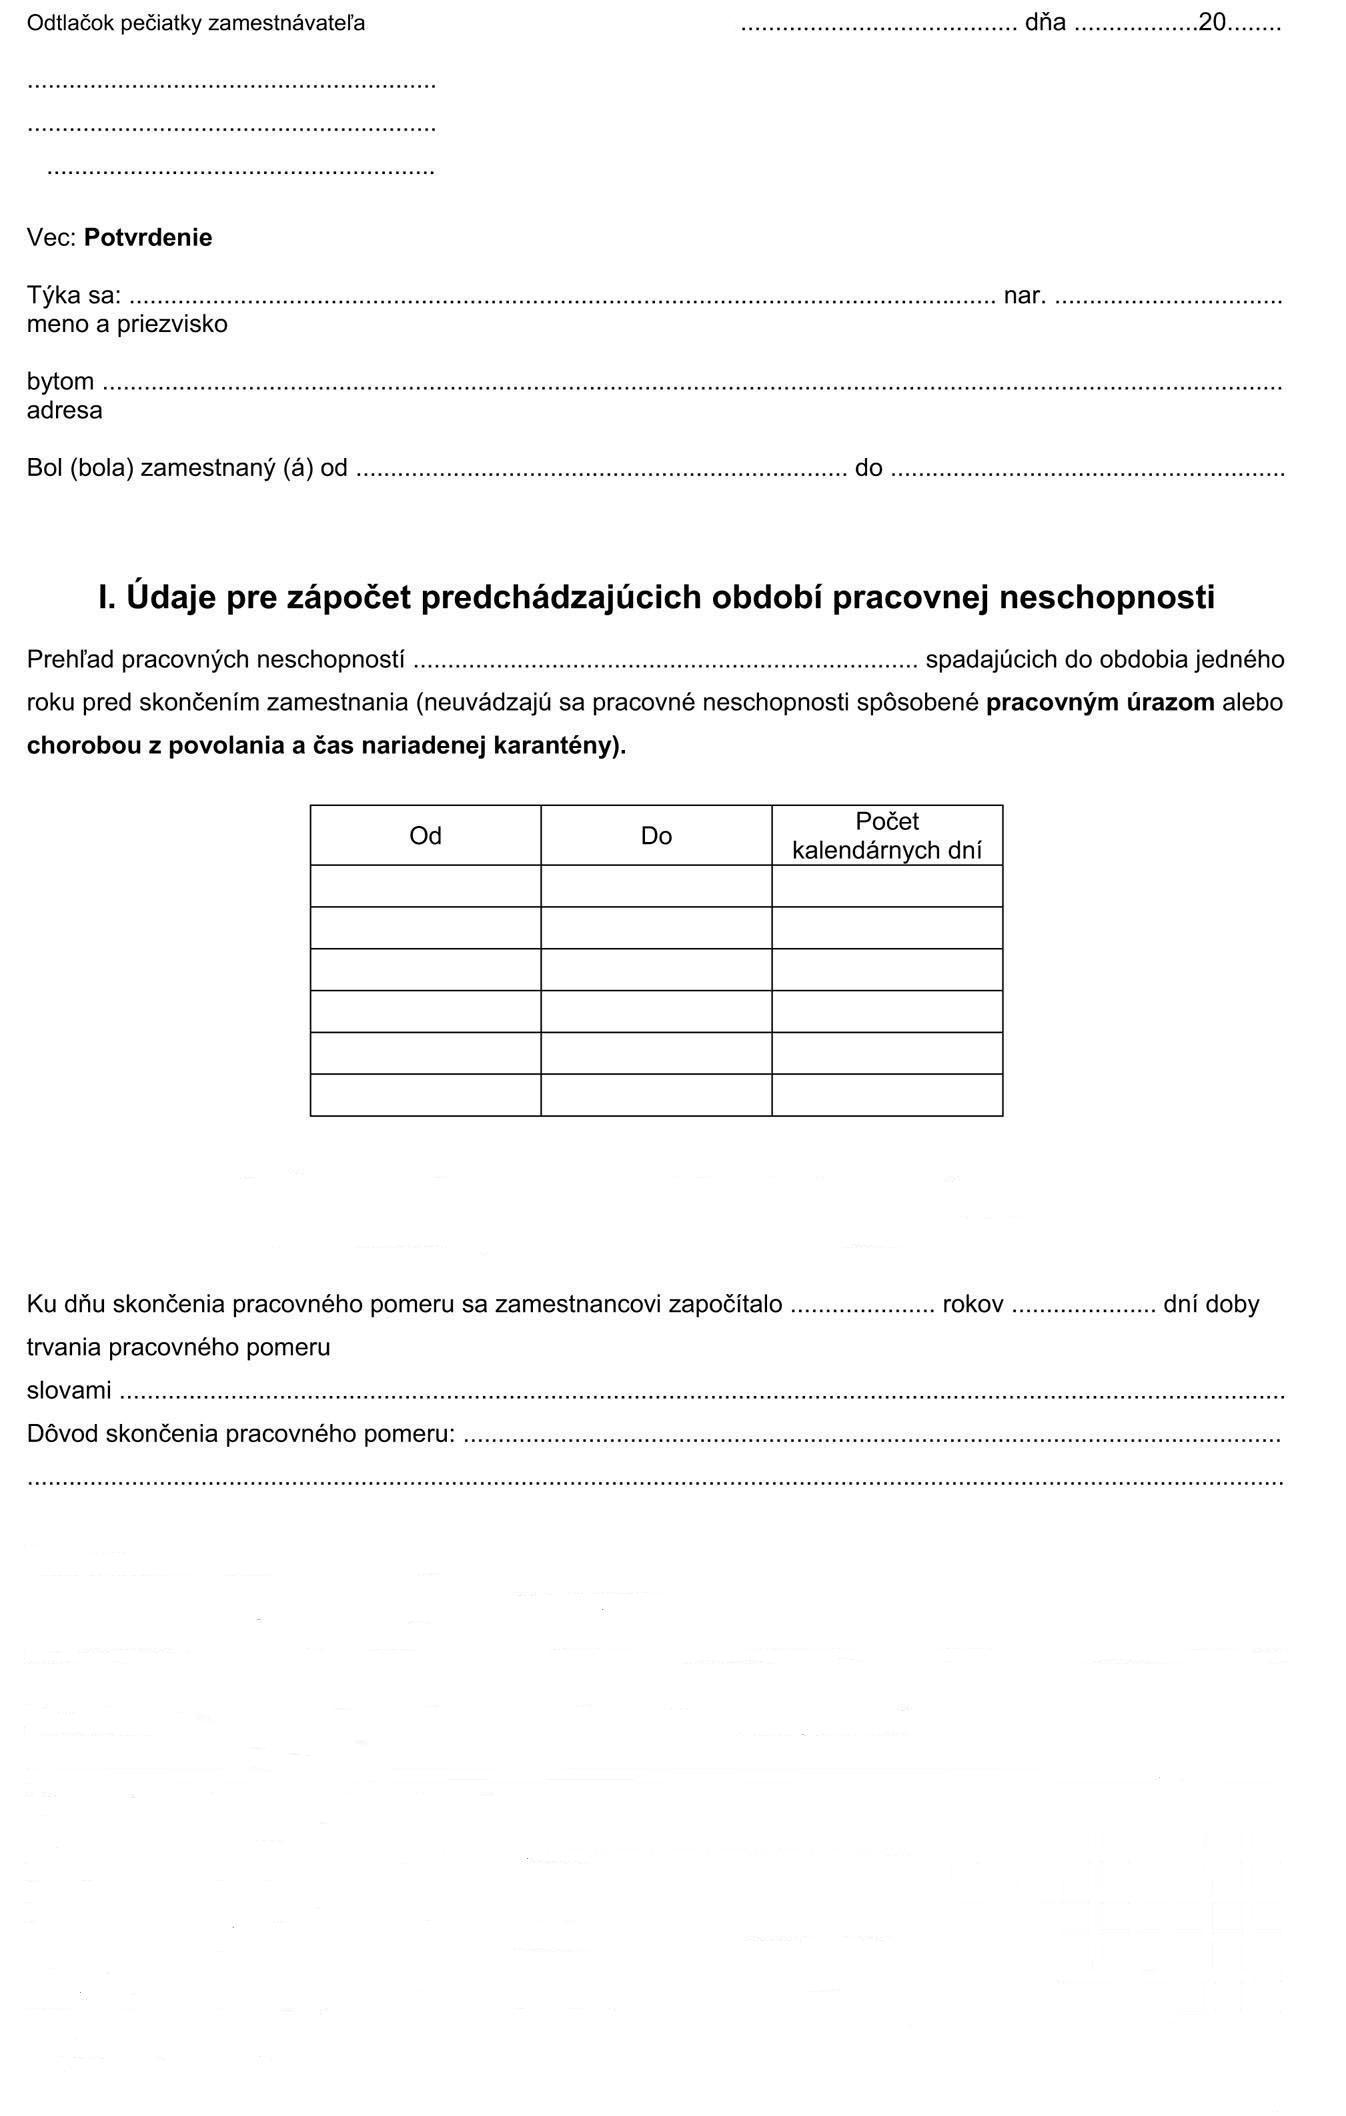 Odtlačok pečiatky zamestnávateľa ........................................ dňa ..................20........
...........................................................
...........................................................
........................................................
Vec: Potvrdenie
Týka sa: ............................................................................................................................. nar. .................................
meno a priezvisko
bytom ..........................................................................................................................................................................
adresa
Bol (bola) zamestnaný (á) od ....................................................................... do .........................................................
I. Údaje pre zápočet predchádzajúcich období pracovnej neschopnosti
Prehľad pracovných neschopností ......................................................................... spadajúcich do obdobia jedného
roku pred skončením zamestnania (neuvádzajú sa pracovné neschopnosti spôsobené pracovným úrazom alebo
chorobou z povolania a čas nariadenej karantény).
Od Do Počet
kalendárnych dní
Ku dňu skončenia pracovného pomeru sa zamestnancovi započítalo ..................... rokov ..................... dní doby
trvania pracovného pomeru
slovami ........................................................................................................................................................................
Dôvod skončenia pracovného pomeru: ......................................................................................................................
.....................................................................................................................................................................................